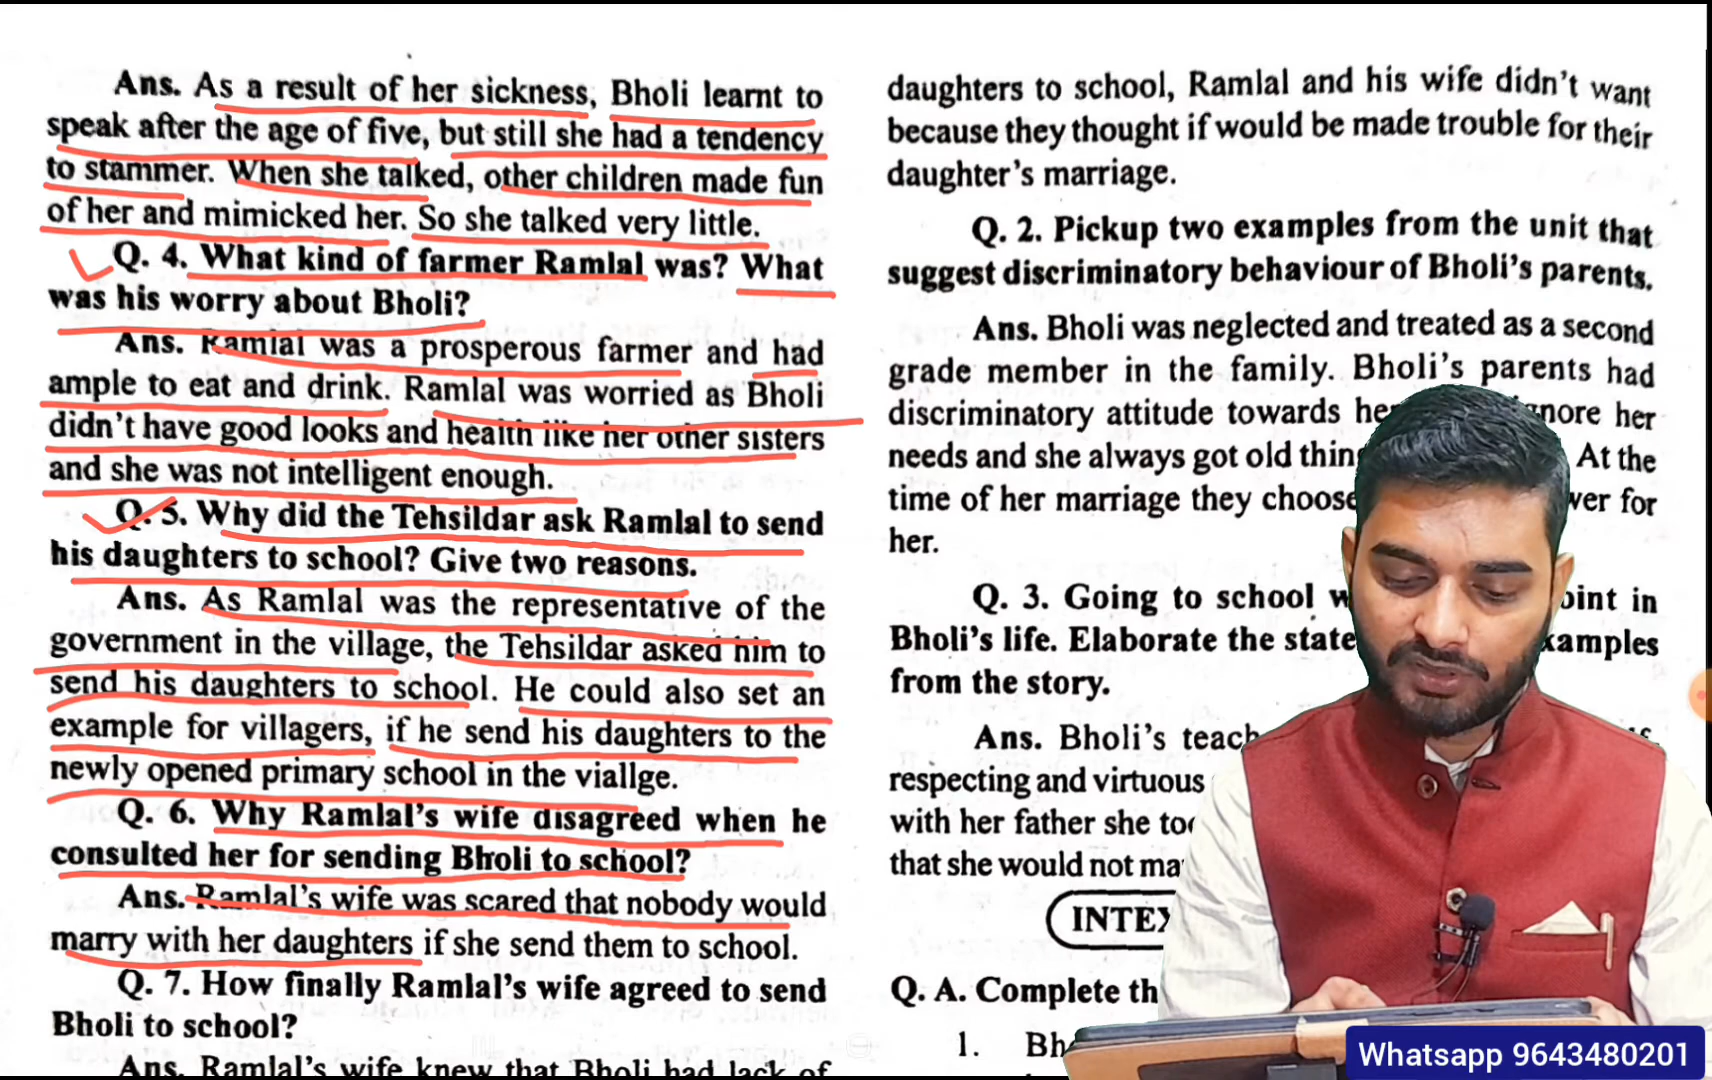 Ans. As a result of her sickness, Bholi learnt to
speak after the age of five, but still she had a tendency
to stammer. When she talked, other children made fun
of her and mimicked her. So she talked very little.
Q. 4. What kind of farmer Ramlal was? What
was his worry about Bholi?
Ans. Ramlal was a prosperous farmer and had
ample to eat and drink. Ramlal was worried as Bholi
didn't have good looks and health like her other sisters
and she was not intelligent enough.
Q. 5. Why did the Tehsildar ask Ramlal to send
his daughters to school? Give two reasons.
Ans. As Ramlal was the representative of the
government in the village, the Tehsildar asked him to
send his daughters to school. He could also set an
example for villagers, if he send his daughters to the
newly opened primary school in the viallge.
Q. 6. Why Ramlal's wife disagreed when he
consulted her for sending Bholi to school?
Ans. Ramlal's wife was scared that nobody would
marry with her daughters if she send them to school.
Q. 7. How finally Ramlal's wife agreed to send
Bholi to school?
Ans. Ramlal's wife knew that Bholi had lack of
daughters to school, Ramlal and his wife didn't want
because they thought if would be made trouble for their
daughter's marriage.
Q. 2. Pickup two examples from the unit that
suggest discriminatory behaviour of Bholi's parents.
Ans. Bholi was neglected and treated as a second
grade member in the family. Bholi's parents had
discriminatory attitude towards her
needs and she always got old At the
time of her marriage they choose for
her.
Q. 3. Going to school in
Bholi's life. Elaborate the
from the story.
Ans. Bholi's
respecting and virtuous
with her father she
that she would not
Q. A. Complete
1.
Whatsapp 9643480201